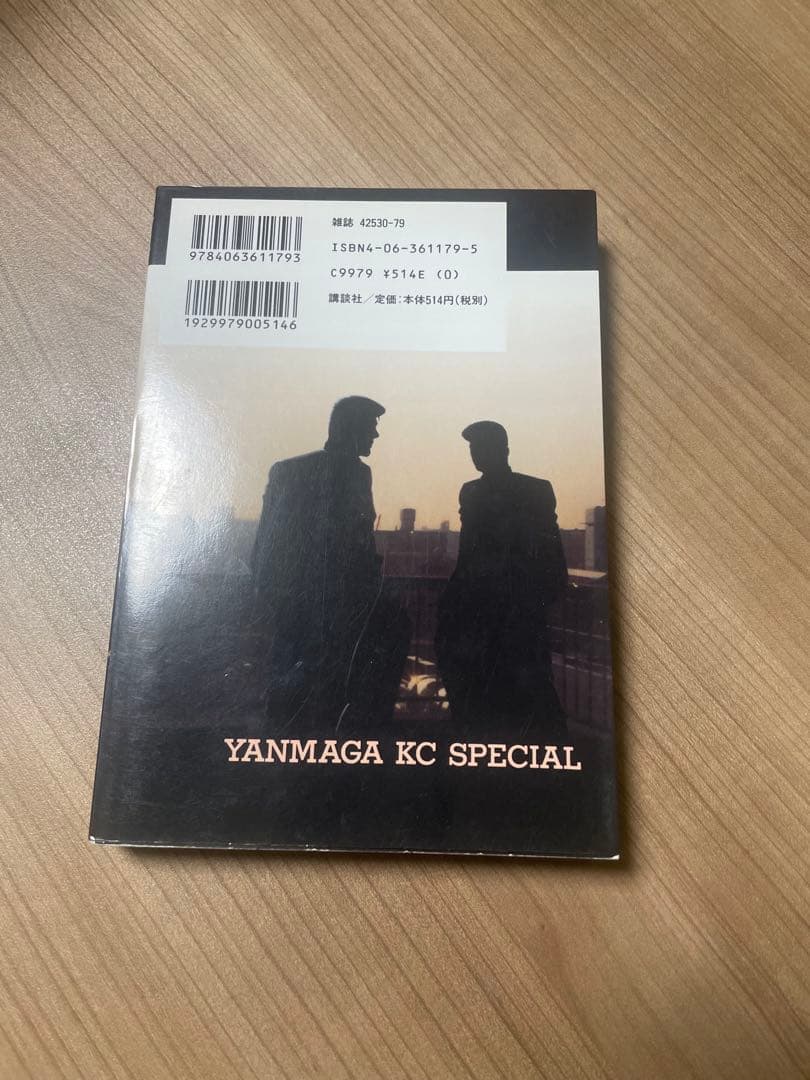 雑誌 42530-79
9784063611793
ISBN4-06-361179-5
C9979 ¥514E (0)
1929979005146
講談社/定価:本体514円(税別)
YANMAGA KC SPECIAL